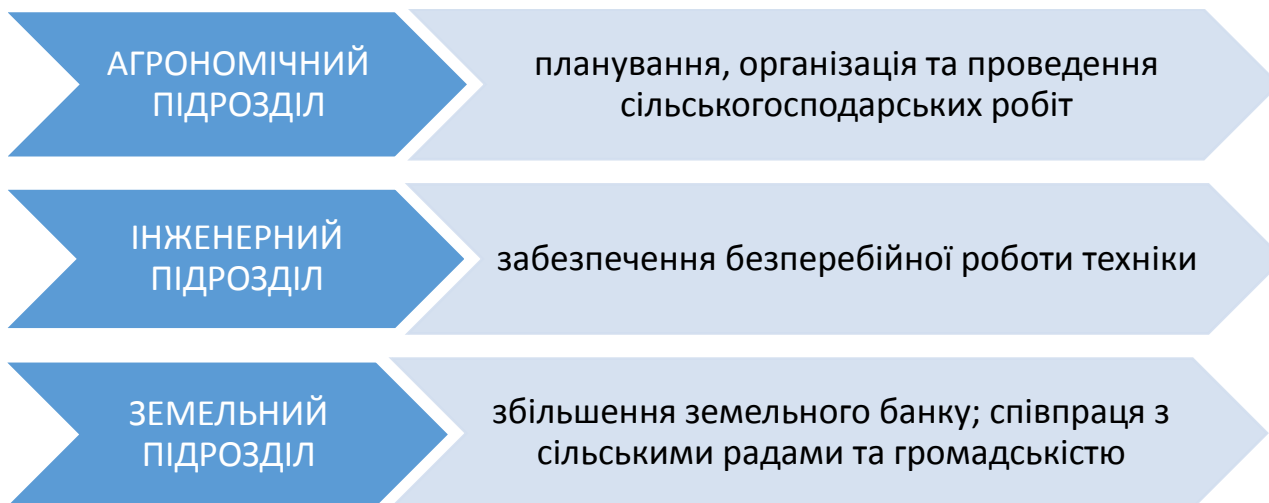 АГРОНОМІЧНИЙ
ПІДРОЗДІЛ
планування, організація та проведення
сільськогосподарських робіт
ІНЖЕНЕРНИЙ
ПІДРОЗДІЛ
забезпечення безперебійної роботи техніки
ЗЕМЕЛЬНИЙ
ПІДРОЗДІЛ
збільшення земельного банку; співпраця з
сільськими радами та громадськістю